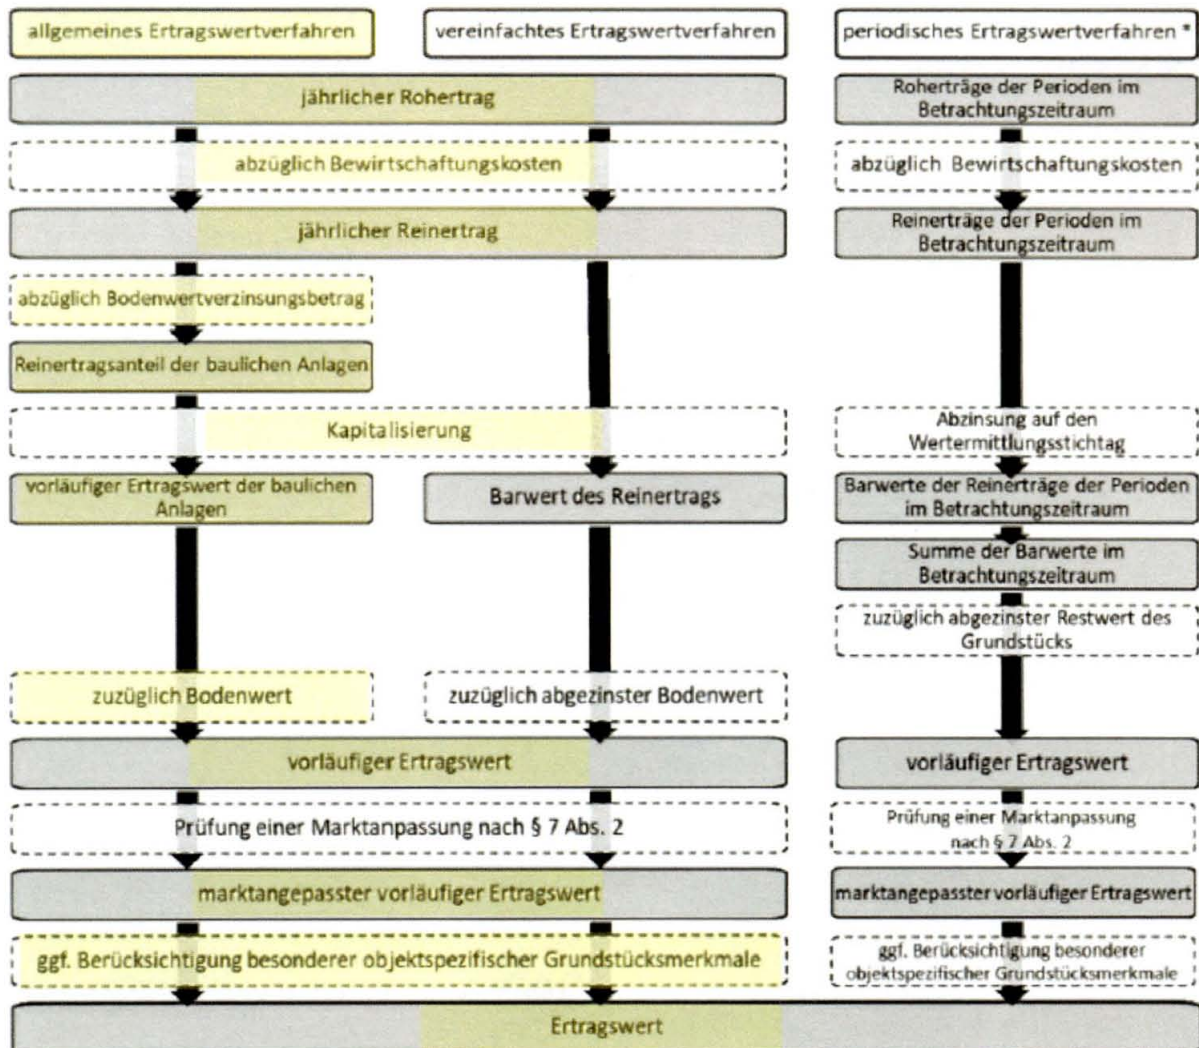 allgemeines Ertragswertverfahren
vereinfachtes Ertragswertverfahren
periodisches Ertragswertverfahren *
jährlicher Rohertrag
Roherträge der Perioden im
Betrachtungszeitraum
abzüglich Bewirtschaftungskosten
abzüglich Bewirtschaftungskosten
jährlicher Reinertrag
Reinerträge der Perioden im
Betrachtungszeitraum
abzüglich Bodenwertverzinsungsbetrag
Reinertragsanteil der baulichen Anlagen
Kapitalisierung
Abzinsung auf den
Wertermittlungsstichtag
vorläufiger Ertragswert der baulichen
Anlagen
Barwert des Reinertrags
Barwerte der Reinerträge der Perioden
im Betrachtungszeitraum
Summe der Barwerte im
Betrachtungszeitraum
zuzüglich abgezinster Restwert des
Grundstücks
zuzüglich Bodenwert
zuzüglich abgezinster Bodenwert
vorläufiger Ertragswert
vorläufiger Ertragswert
Prüfung einer Marktanpassung nach § 7 Abs. 2
Prüfung einer Marktanpassung
nach § 7 Abs. 2
marktangepasster vorläufiger Ertragswert
marktangepasster vorläufiger Ertragswert
ggf. Berücksichtigung besonderer objektspezifischer Grundstücksmerkmale
ggf. Berücksichtigung besonderer
objektspezifischer Grundstücksmerkmale
Ertragswert